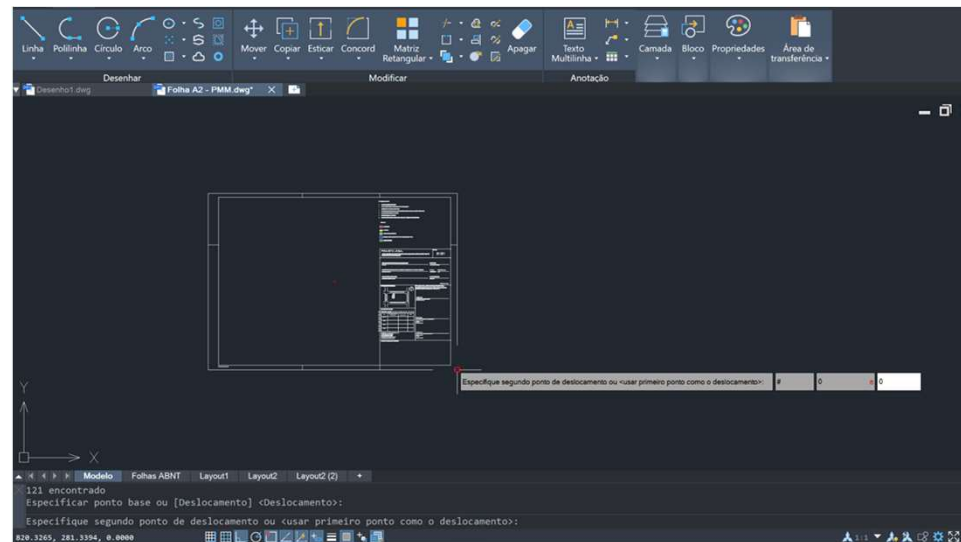 Linha Polilinha Círculo Arco
Mover Copiar Esticar Concord
Matriz
Retangular
Apagar
Texto
Multilinha
Camada Bloco Propriedades
Área de
transferência
Desenhar
Modificar
Anotação
Desenho1.dwg
Folha A2 - PMM.dwg*
Especifique segundo ponto de deslocamento ou <usar primeiro ponto como o deslocamento>: # 0 0
Y
X
Modelo Folhas ABNT Layout1 Layout2 Layout2 (2) +
121 encontrado
Especificar ponto base ou [Deslocamento] <Deslocamento>:
Especifique segundo ponto de deslocamento ou <usar primeiro ponto como o deslocamento>:
820.3265, 281.3394, 0.0000
1:1